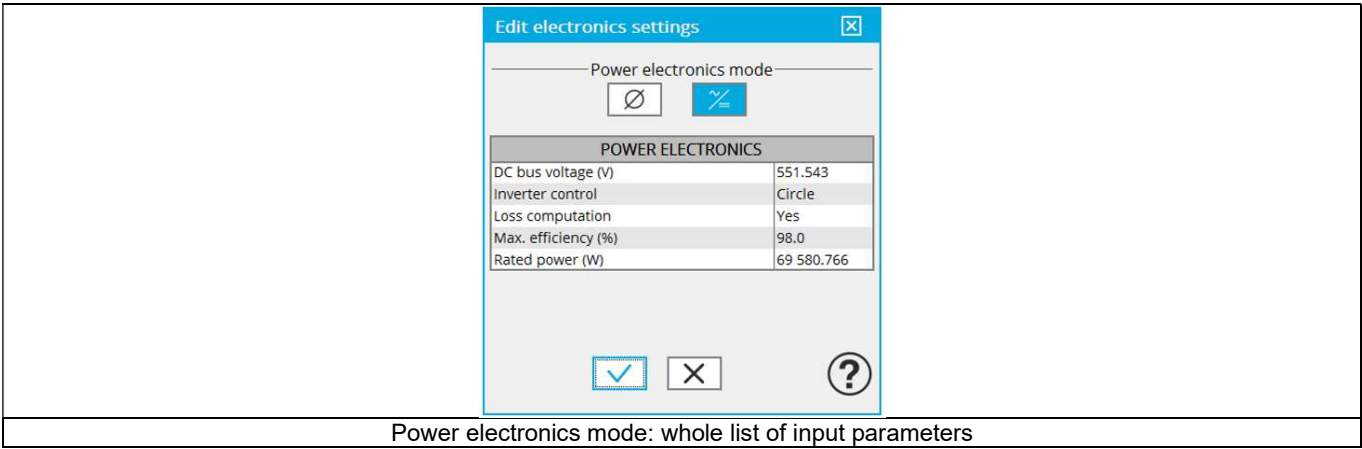 Edit electronics settings
Power electronics mode
POWER ELECTRONICS
DC bus voltage (V) 551.543
Inverter control Circle
Loss computation Yes
Max. efficiency (%) 98.0
Rated power (W) 69 580.766
?
Power electronics mode: whole list of input parameters